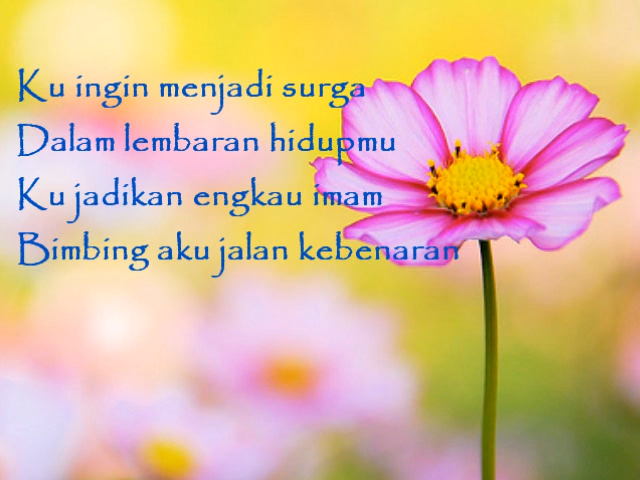 Ku ingin menjadi surga
Dalam lembaran hidupmu
Ku jadikan engkau imam
Bimbing aku jalan kebenaran